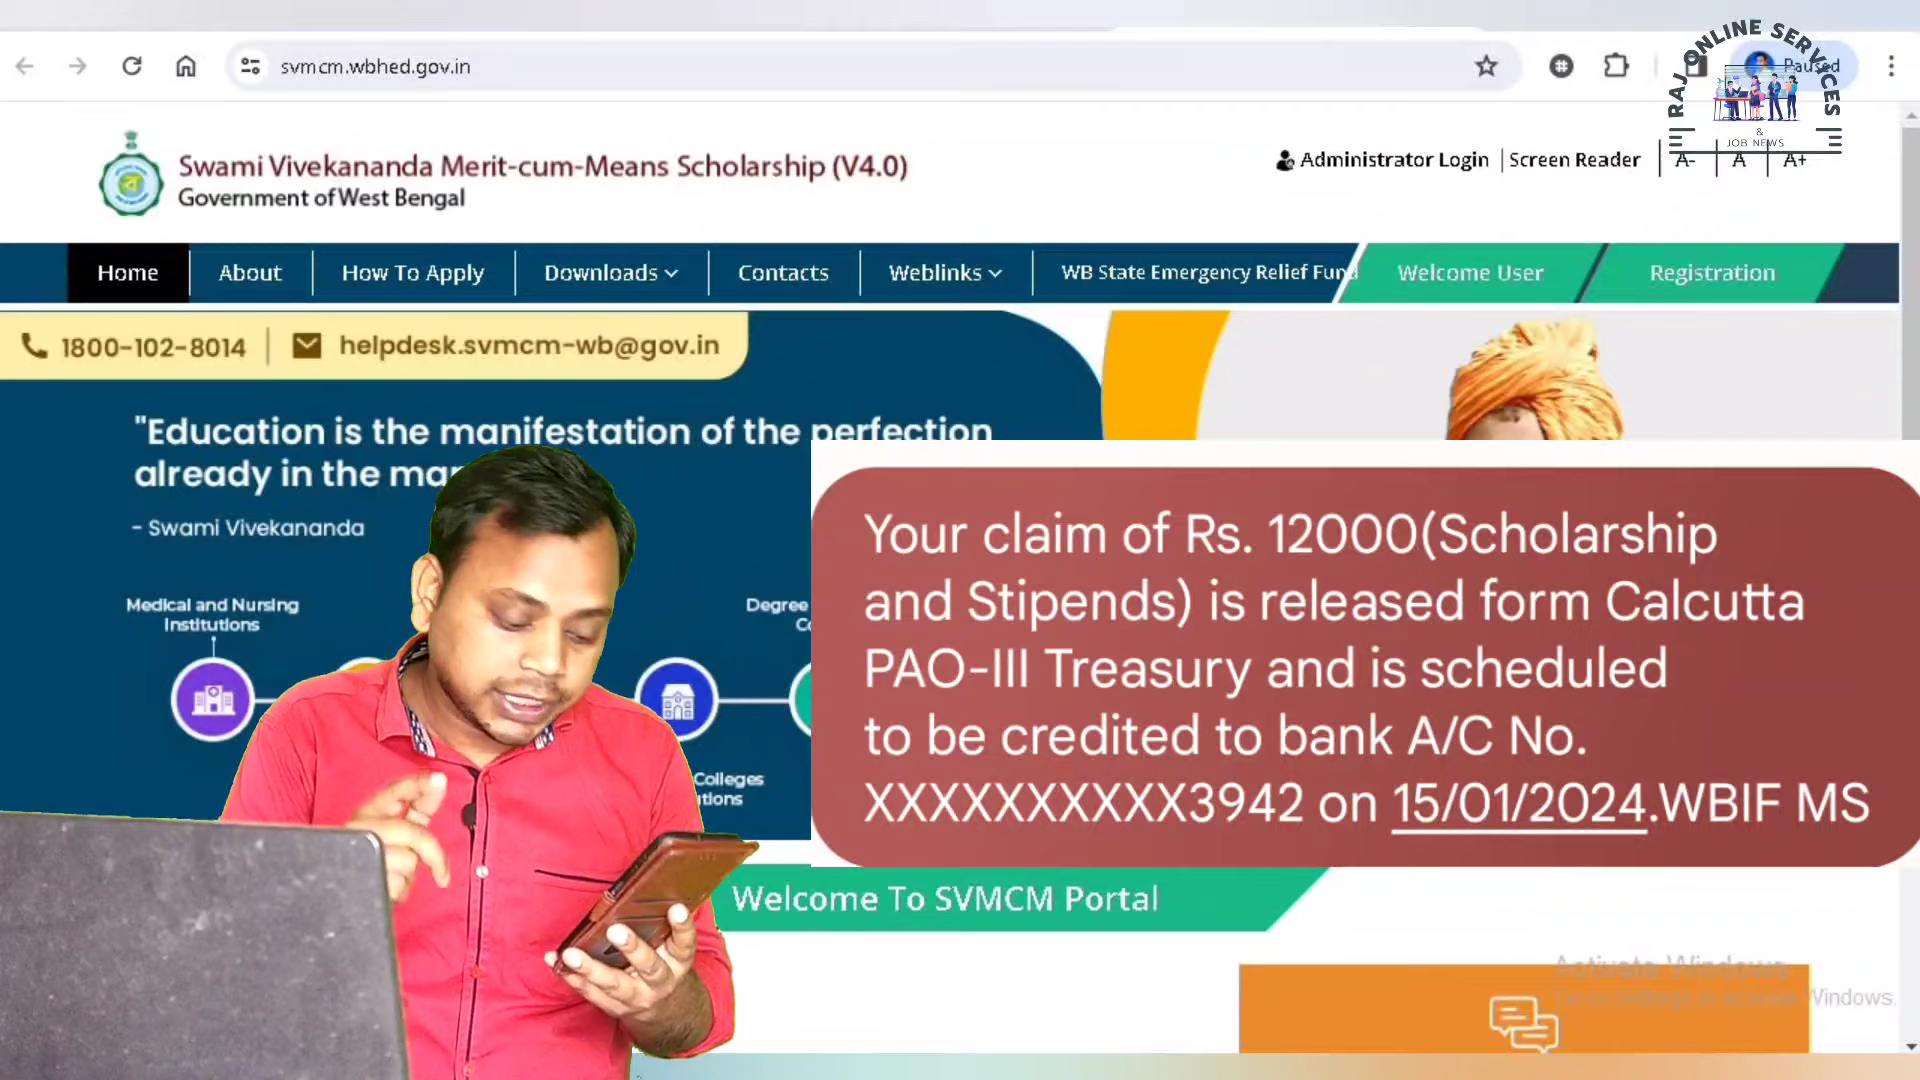 svmcm.wbhed.gov.in
Paused
RAJ ONLINE SERVICES
&
JOB NEWS
Swami Vivekananda Merit-cum-Means Scholarship (V4.0)
Government of West Bengal
Administrator Login | Screen Reader | A- | A | A+
Home About How To Apply Downloads Contacts Weblinks WB State Emergency Relief Fund Welcome User Registration
1800-102-8014 | helpdesk.svmcm-wb@gov.in
"Education is the manifestation of the perfection
already in the
- Swami Vivekananda
Medical and Nursing
Institutions
Degree
Colleges
Your claim of Rs. 12000(Scholarship
and Stipends) is released form Calcutta
PAO-III Treasury and is scheduled
to be credited to bank A/C No.
XXXXXXXXXX3942 on 15/01/2024.WBIF MS
Welcome To SVMCM Portal
Activate Windows
Windows.